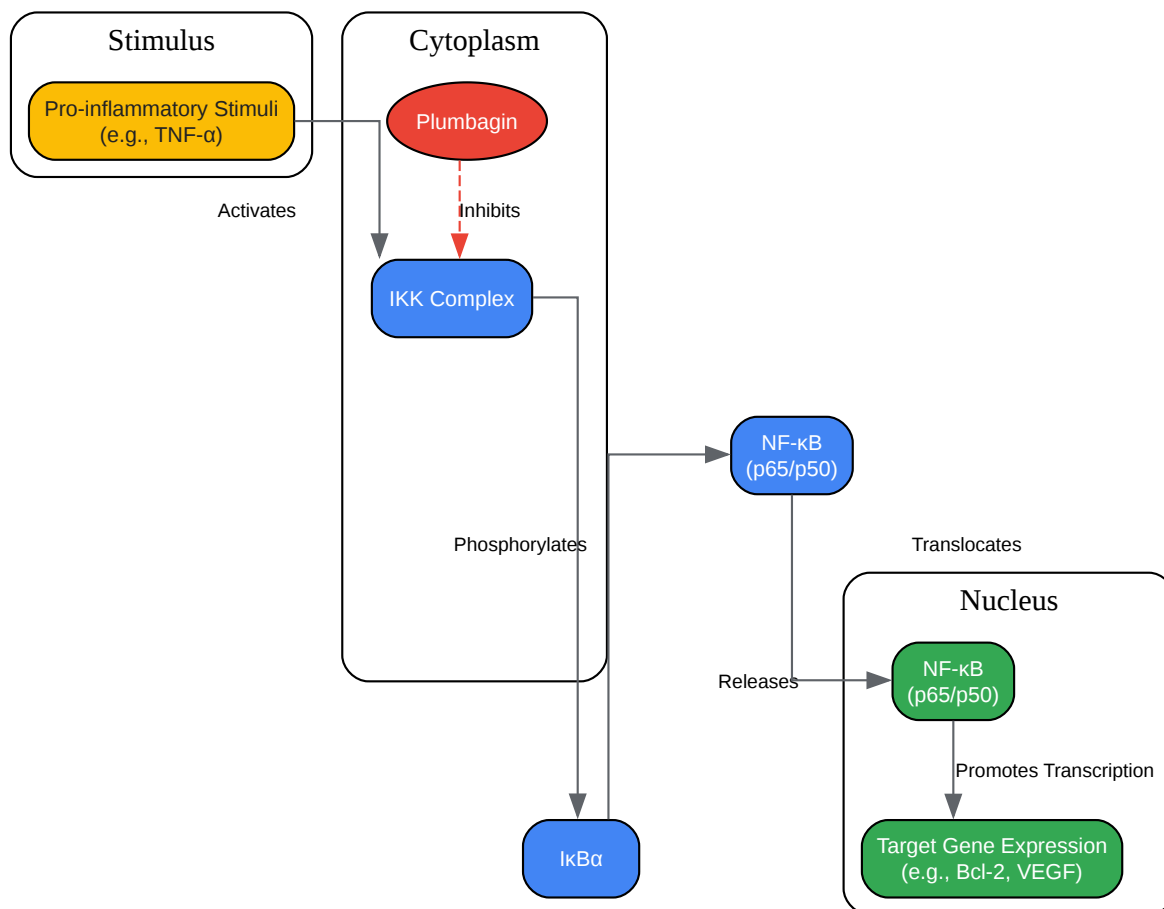 Stimulus
Cytoplasm
Pro-inflammatory Stimuli
(e.g., TNF-α)
Plumbagin
Activates
Inhibits
IKK Complex
NF-κB
(p65/p50)
Phosphorylates
Translocates
Nucleus
NF-κB
(p65/p50)
Releases
Promotes Transcription
IκBα
Target Gene Expression
(e.g., Bcl-2, VEGF)